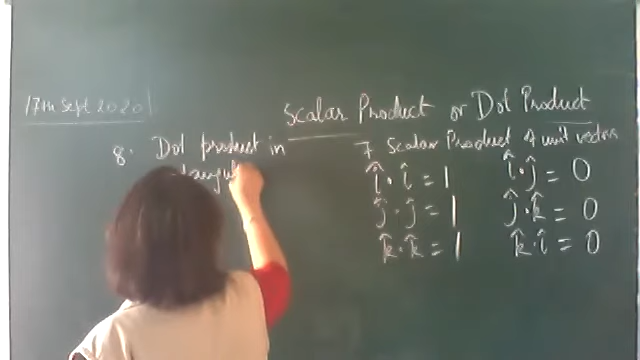 17th Sept 2020
Scalar Product or Dot Product
8. Dot product in
7 Scalar Product of unit vectors
î · î = 1
î · ĵ = 0
ĵ · ĵ = 1
ĵ · k̂ = 0
k̂ · k̂ = 1
k̂ · î = 0